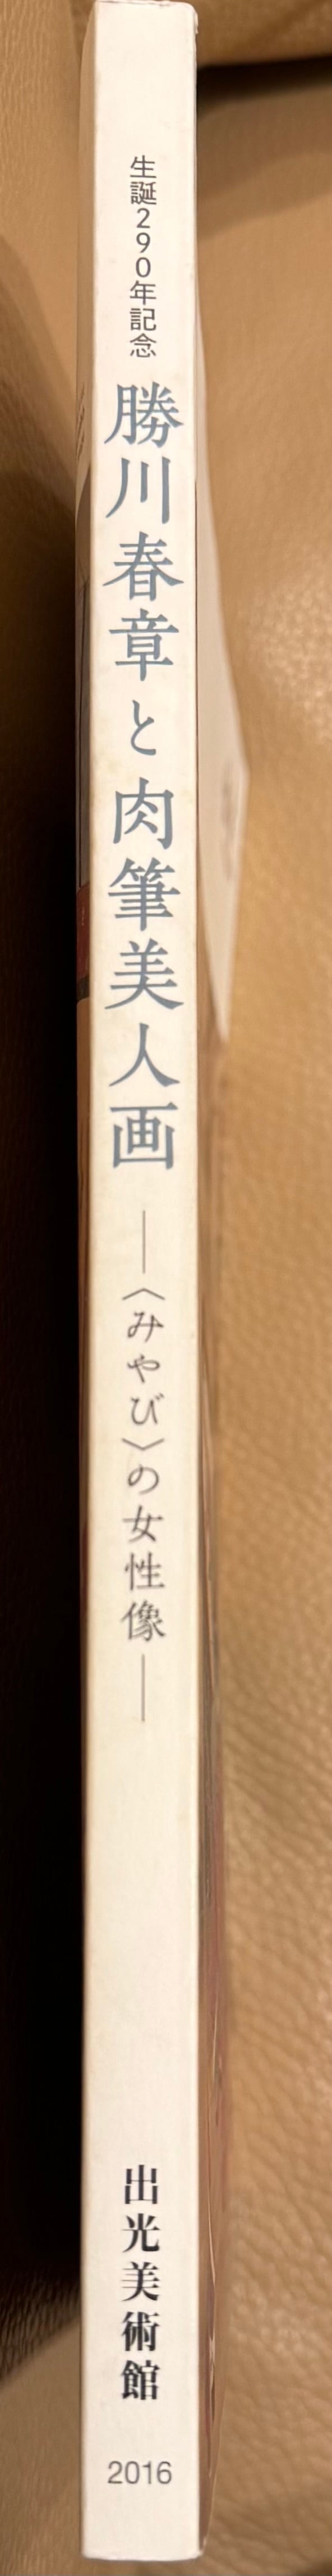 生誕290年記念
勝川春章と肉筆美人画
―〈みやび〉の女性像―
出光美術館
2016